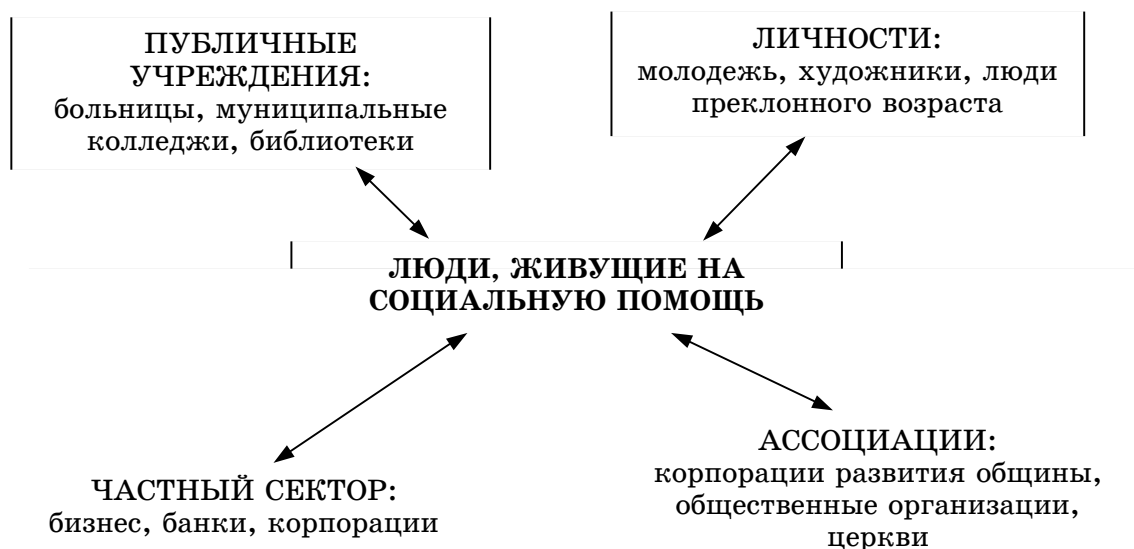 ПУБЛИЧНЫЕ
УЧРЕЖДЕНИЯ:
больницы, муниципальные
колледжи, библиотеки
ЛИЧНОСТИ:
молодежь, художники, люди
преклонного возраста
ЛЮДИ, ЖИВУЩИЕ НА
СОЦИАЛЬНУЮ ПОМОЩЬ
ЧАСТНЫЙ СЕКТОР:
бизнес, банки, корпорации
АССОЦИАЦИИ:
корпорации развития общины,
общественные организации,
церкви